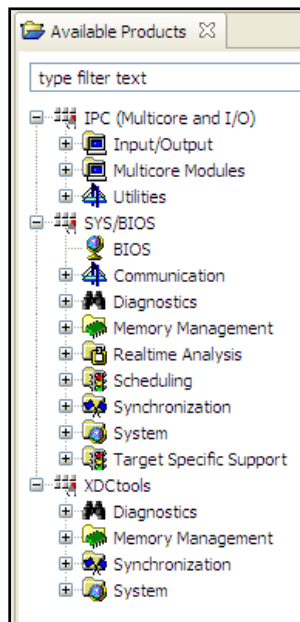 Available Products
type filter text
IPC (Multicore and I/O)
Input/Output
Multicore Modules
Utilities
SYS/BIOS
BIOS
Communication
Diagnostics
Memory Management
Realtime Analysis
Scheduling
Synchronization
System
Target Specific Support
XDCtools
Diagnostics
Memory Management
Synchronization
System